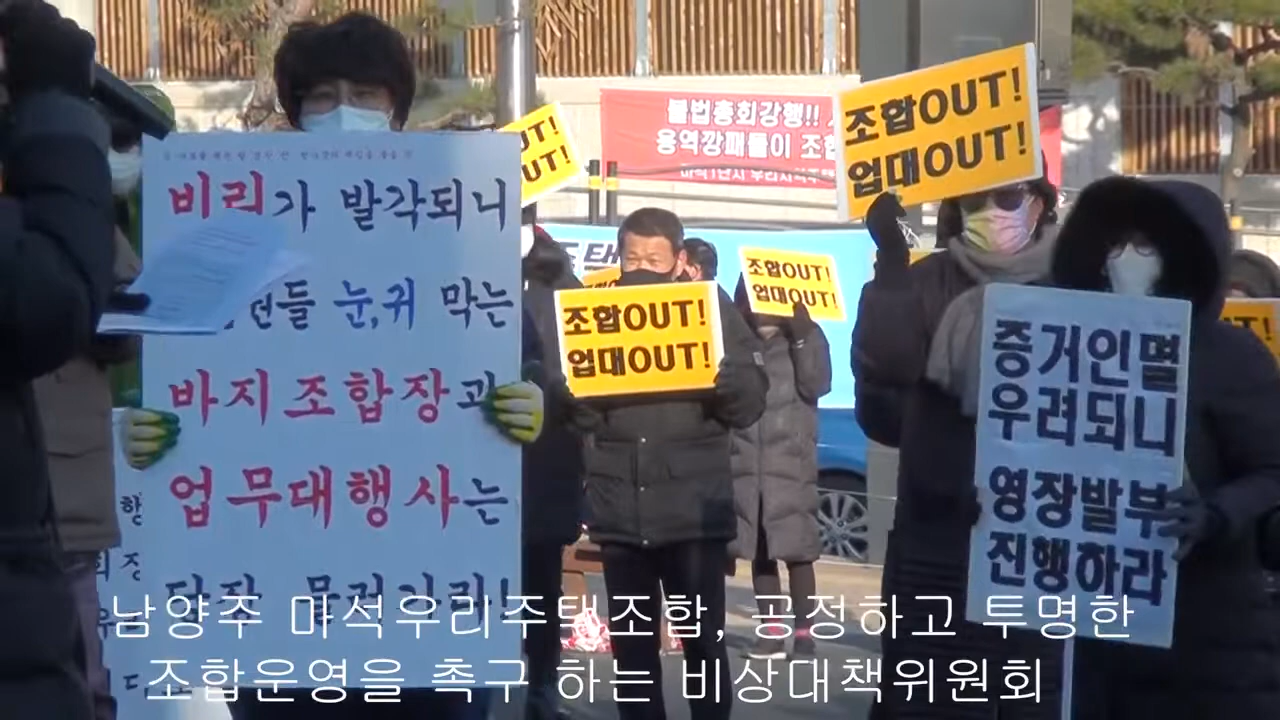 비리가 발각되니
눈,귀 막는
바지조합장과
업무대행사는
당장 물러가라!
불법총회강행!!
용역깡패들이 조합
조합OUT!
업대OUT!
조합OUT!
업대OUT!
조합OUT!
업대OUT!
증거인멸
우려되니
영장발부
진행하라
남양주 마석우리주택조합, 공정하고 투명한
조합운영을 촉구 하는 비상대책위원회